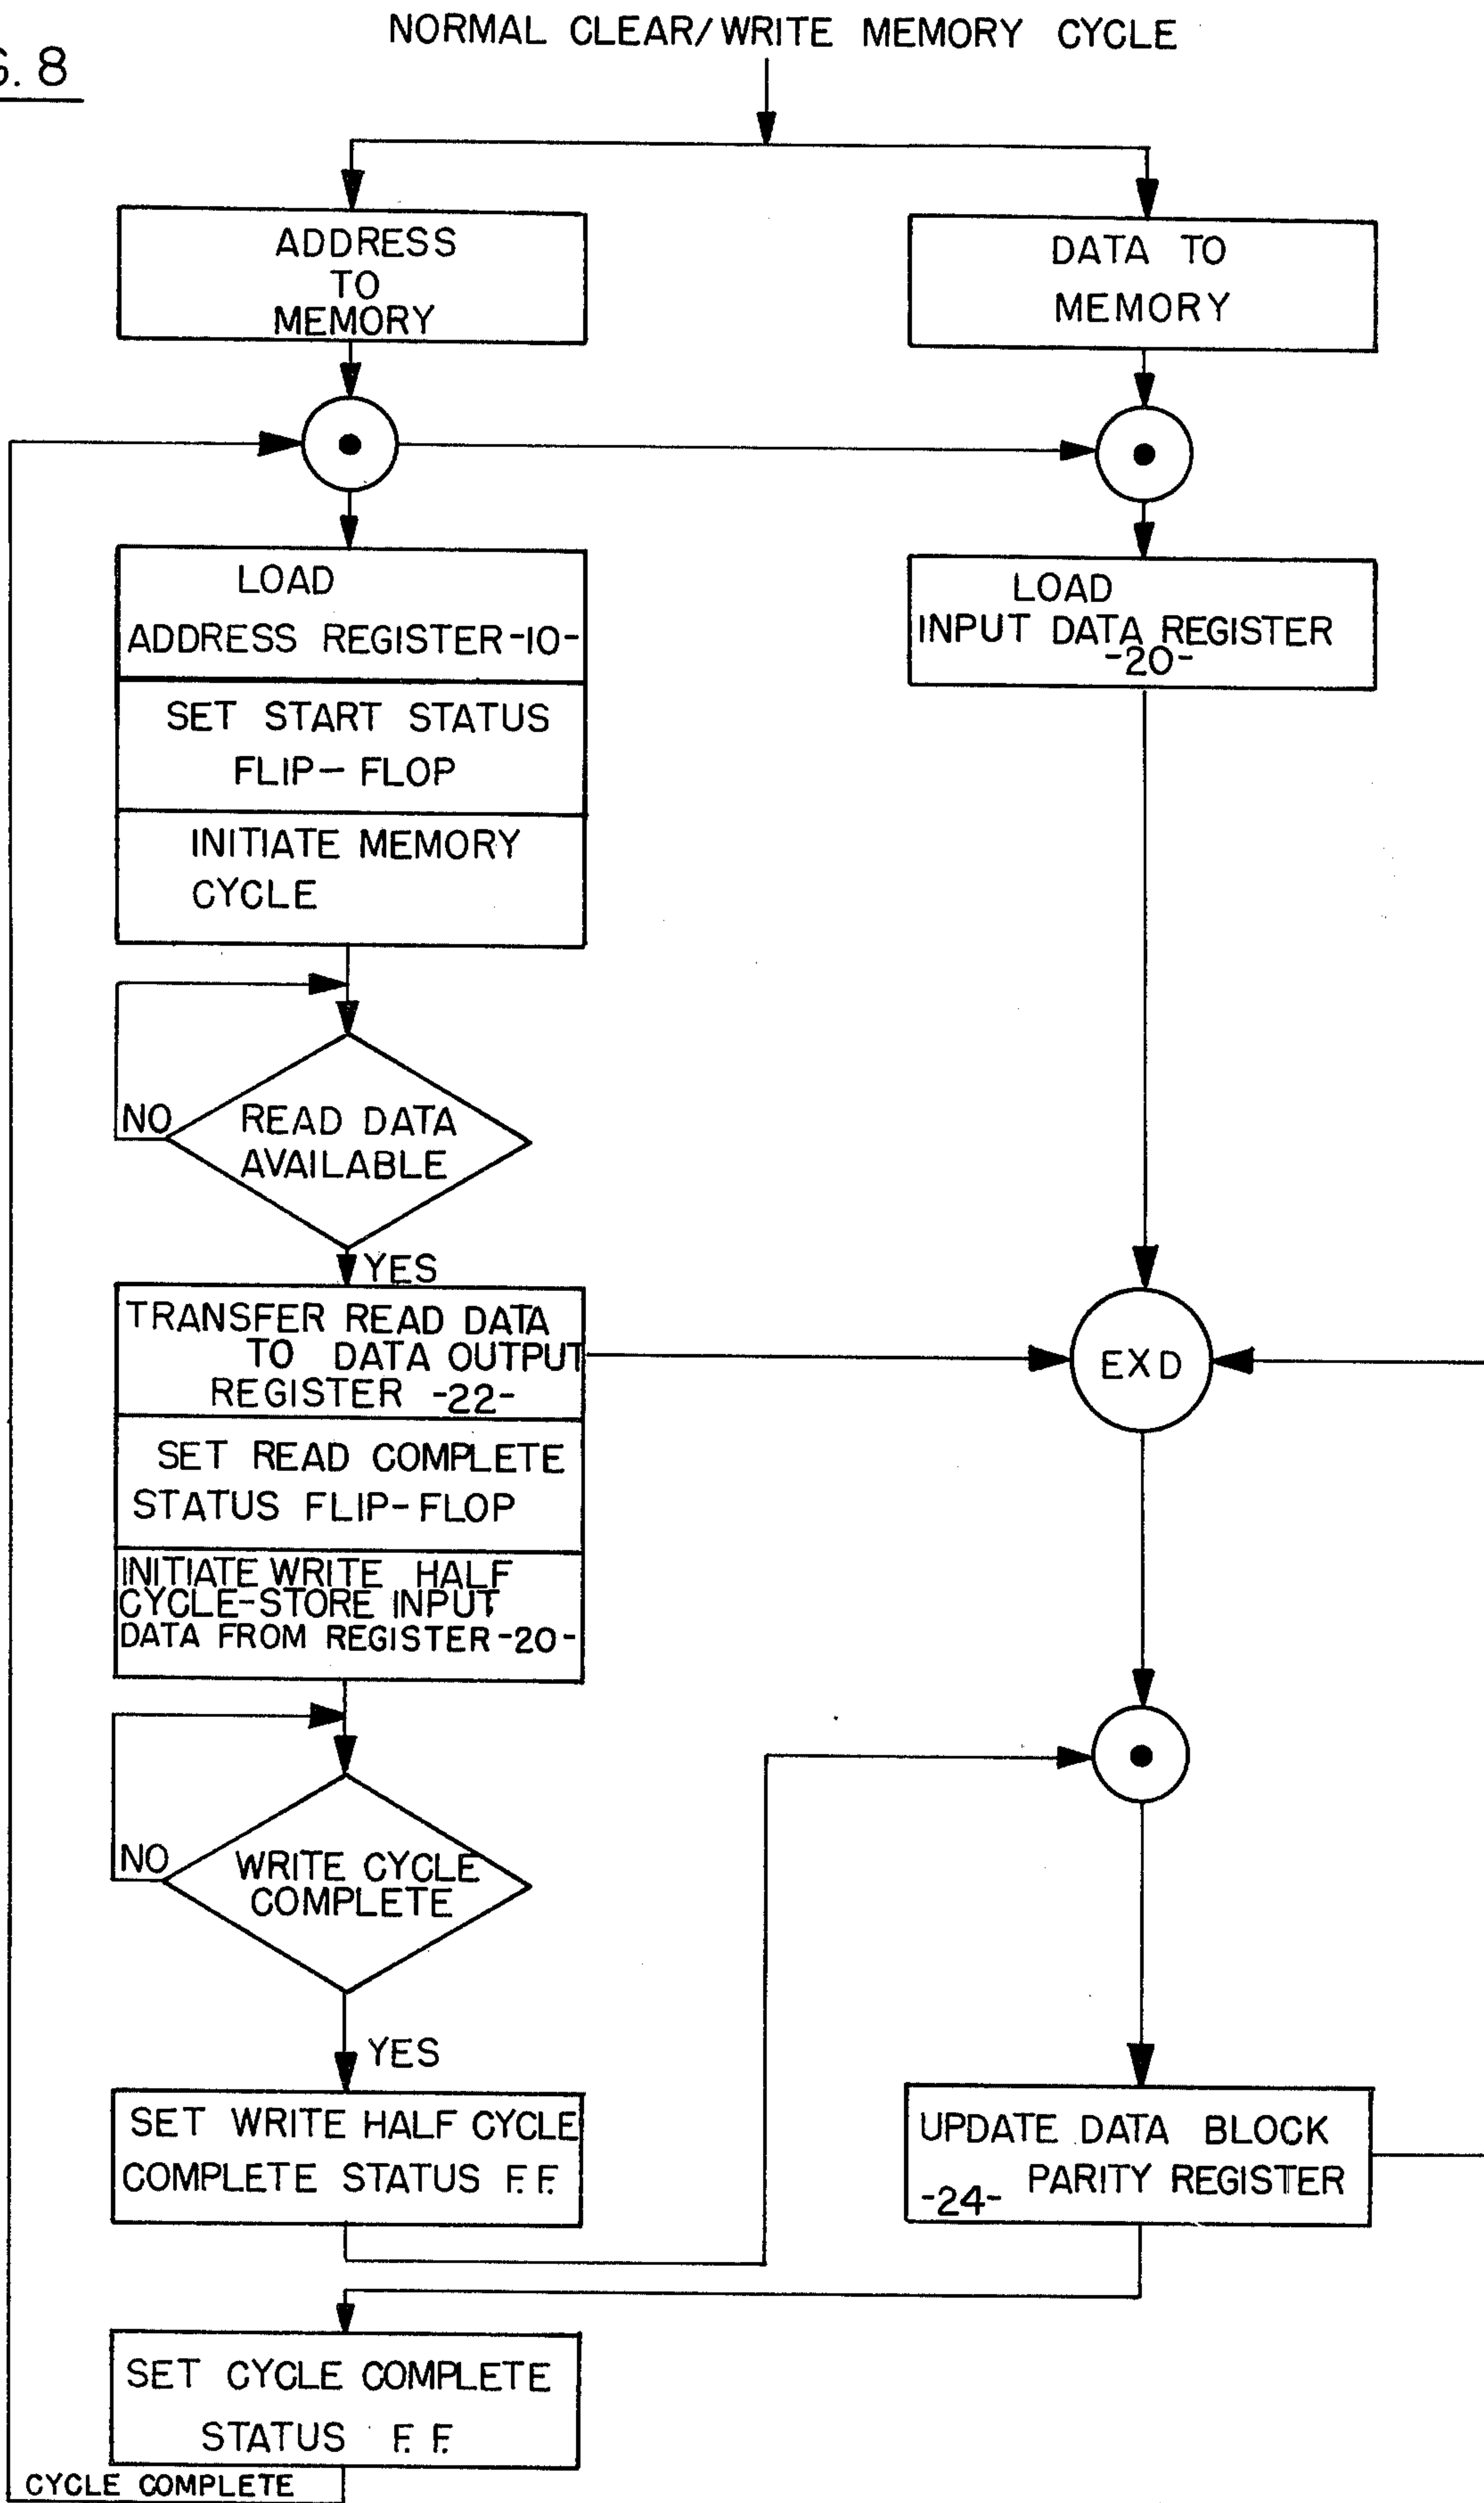 NORMAL CLEAR/WRITE MEMORY CYCLE
G. 8
ADDRESS
TO
MEMORY
DATA TO
MEMORY
LOAD
ADDRESS REGISTER-10-
SET START STATUS
FLIP-FLOP
INITIATE MEMORY
CYCLE
LOAD
INPUT DATA REGISTER
-20-
NO
READ DATA
AVAILABLE
YES
TRANSFER READ DATA
TO DATA OUTPUT
REGISTER -22-
SET READ COMPLETE
STATUS FLIP-FLOP
INITIATE WRITE HALF
CYCLE-STORE INPUT
DATA FROM REGISTER-20-
EXD
NO
WRITE CYCLE
COMPLETE
YES
SET WRITE HALF CYCLE
COMPLETE STATUS F.F.
UPDATE DATA BLOCK
PARITY REGISTER
-24-
SET CYCLE COMPLETE
STATUS F.F.
CYCLE COMPLETE